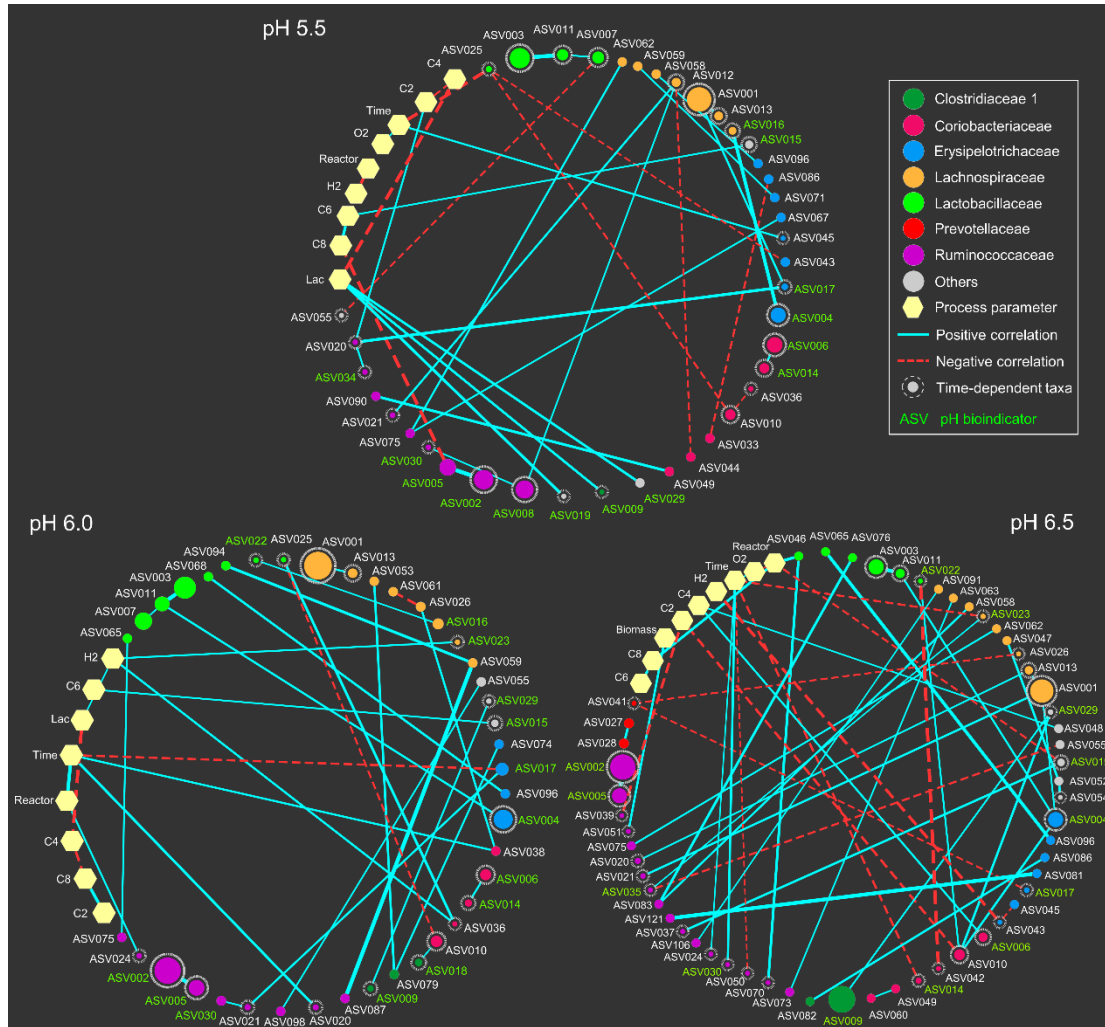 pH 5.5
ASV003
ASV011
ASV007
ASV062
ASV059
ASV058
ASV012
ASV001
ASV013
ASV016
ASV015
ASV096
ASV086
ASV071
ASV067
ASV045
ASV043
ASV017
ASV004
ASV006
ASV014
ASV036
ASV010
ASV033
ASV044
ASV049
ASV029
ASV009
ASV019
ASV008
ASV002
ASV005
ASV030
ASV075
ASV021
ASV090
ASV034
ASV020
ASV055
Lac
C8
C6
H2
Reactor
O2
Time
C2
C4
ASV025
Clostridiaceae 1
Coriobacteriaceae
Erysipelotrichaceae
Lachnospiraceae
Lactobacillaceae
Prevotellaceae
Ruminococcaceae
Others
Process parameter
Positive correlation
Negative correlation
Time-dependent taxa
ASV pH bioindicator
pH 6.0
ASV022
ASV025
ASV001
ASV013
ASV053
ASV061
ASV026
ASV016
ASV023
ASV059
ASV055
ASV029
ASV015
ASV074
ASV017
ASV096
ASV004
ASV038
ASV006
ASV014
ASV036
ASV010
ASV018
ASV079
ASV009
ASV087
ASV020
ASV098
ASV021
ASV030
ASV005
ASV002
ASV024
ASV075
C2
C8
C4
Reactor
Time
Lac
C6
H2
ASV065
ASV007
ASV011
ASV003
ASV068
ASV094
pH 6.5
ASV046
ASV065
ASV076
ASV003
ASV011
ASV022
ASV091
ASV063
ASV058
ASV023
ASV062
ASV047
ASV026
ASV013
ASV001
ASV029
ASV048
ASV055
ASV015
ASV052
ASV054
ASV004
ASV096
ASV086
ASV081
ASV017
ASV045
ASV043
ASV006
ASV010
ASV042
ASV014
ASV049
ASV060
ASV009
ASV082
ASV073
ASV070
ASV050
ASV030
ASV024
ASV106
ASV037
ASV121
ASV083
ASV035
ASV021
ASV020
ASV075
ASV051
ASV039
ASV005
ASV002
ASV028
ASV027
ASV041
C6
C8
Biomass
C2
C4
H2
Time
O2
Reactor